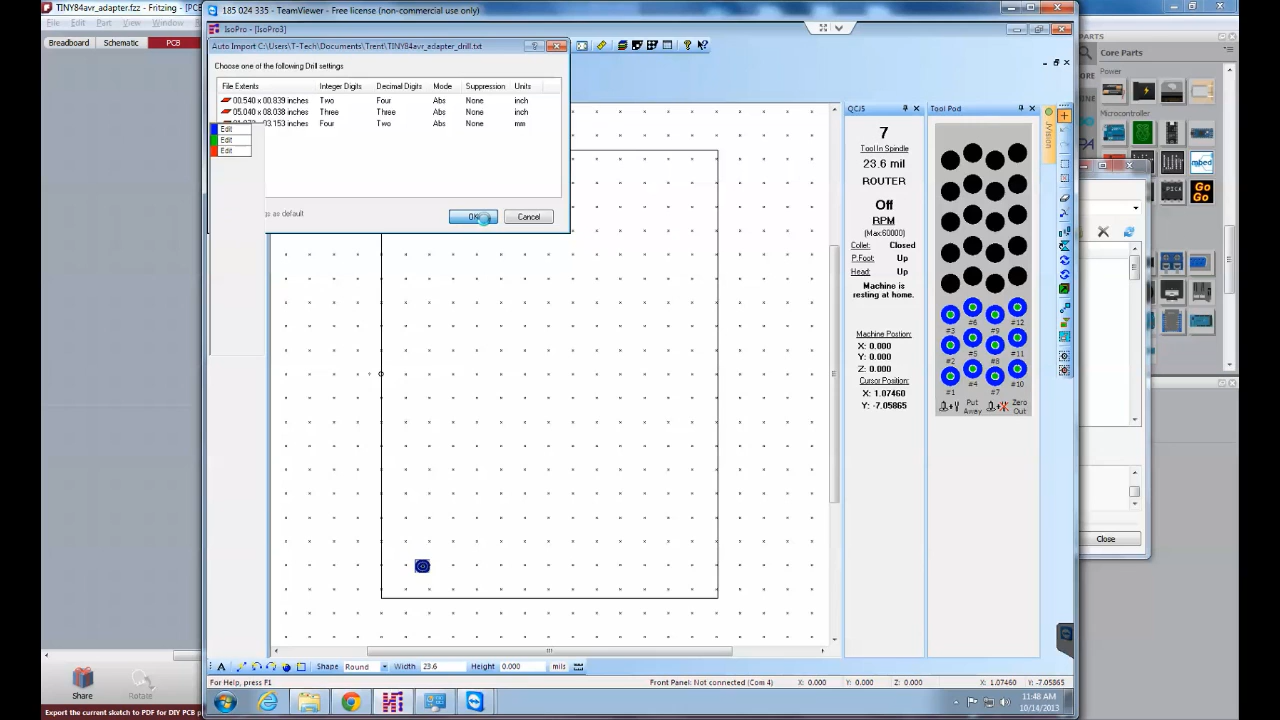 TINY84avr_adapter.fzz - Fritzing - [PCB
File Edit Part View Window
Breadboard Schematic PCB
185 024 335 - TeamViewer - Free license (non-commercial use only)
IsoPro - [IsoPro3]
Auto Import C:\Users\T-Tech\Documents\Trent\TINY84avr_adapter_drill.txt
Choose one of the following Drill settings
File Extents Integer Digits Decimal Digits Mode Suppression Units
00.540 x 00.839 inches Two Four Abs None inch
05.040 x 08.038 inches Three Three Abs None inch
03.153 inches Four Two Abs None mm
Edit
Edit
Edit
gs as default
OK Cancel
QCJ5
7
Tool In Spindle
23.6 mil
ROUTER
Off
RPM
(Max:60000)
Collet: Closed
P.Foot: Up
Head: Up
Machine is
resting at home.
Machine Postion:
X: 0.000
Y: 0.000
Z: 0.000
Cursor Position:
X: 1.07460
Y: -7.05865
Tool Pod
#6 #12
#3 #9
#5 #11
#2 #8
#4 #10
#1 #7
Put Away
Zero Out
PARTS
Core Parts
Power
Microcontroller
mbed
PICA
Go Go
Close
Shape Round Width 23.6 Height 0.000 mils
For Help, press F1 Front Panel: Not connected (Com 4) X: 0.000 Y: 0.000 Z: 0.000 X: 1.07460 Y: -7.05865
Share Rotate
Export the current sketch to PDF for DIY PCB
11:48 AM
10/14/2013